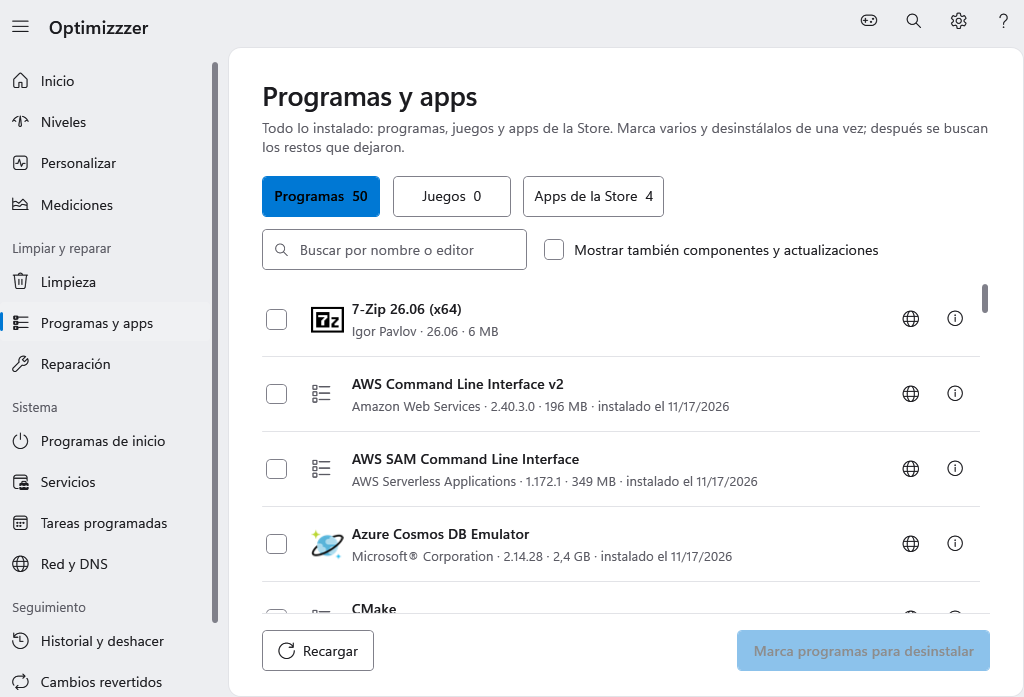 Optimizzzer
Inicio
Niveles
Personalizar
Mediciones
Limpiar y reparar
Limpieza
Programas y apps
Reparación
Sistema
Programas de inicio
Servicios
Tareas programadas
Red y DNS
Seguimiento
Historial y deshacer
Cambios revertidos
Programas y apps
Todo lo instalado: programas, juegos y apps de la Store. Marca varios y desinstálalos de una vez; después se buscan
los restos que dejaron.
Programas 50
Juegos 0
Apps de la Store 4
Buscar por nombre o editor
Mostrar también componentes y actualizaciones
7z
7-Zip 26.06 (x64)
Igor Pavlov · 26.06 · 6 MB
AWS Command Line Interface v2
Amazon Web Services · 2.40.3.0 · 196 MB · instalado el 11/17/2026
AWS SAM Command Line Interface
AWS Serverless Applications · 1.172.1 · 349 MB · instalado el 11/17/2026
Azure Cosmos DB Emulator
Microsoft® Corporation · 2.14.28 · 2,4 GB · instalado el 11/17/2026
CMake
Recargar
Marca programas para desinstalar